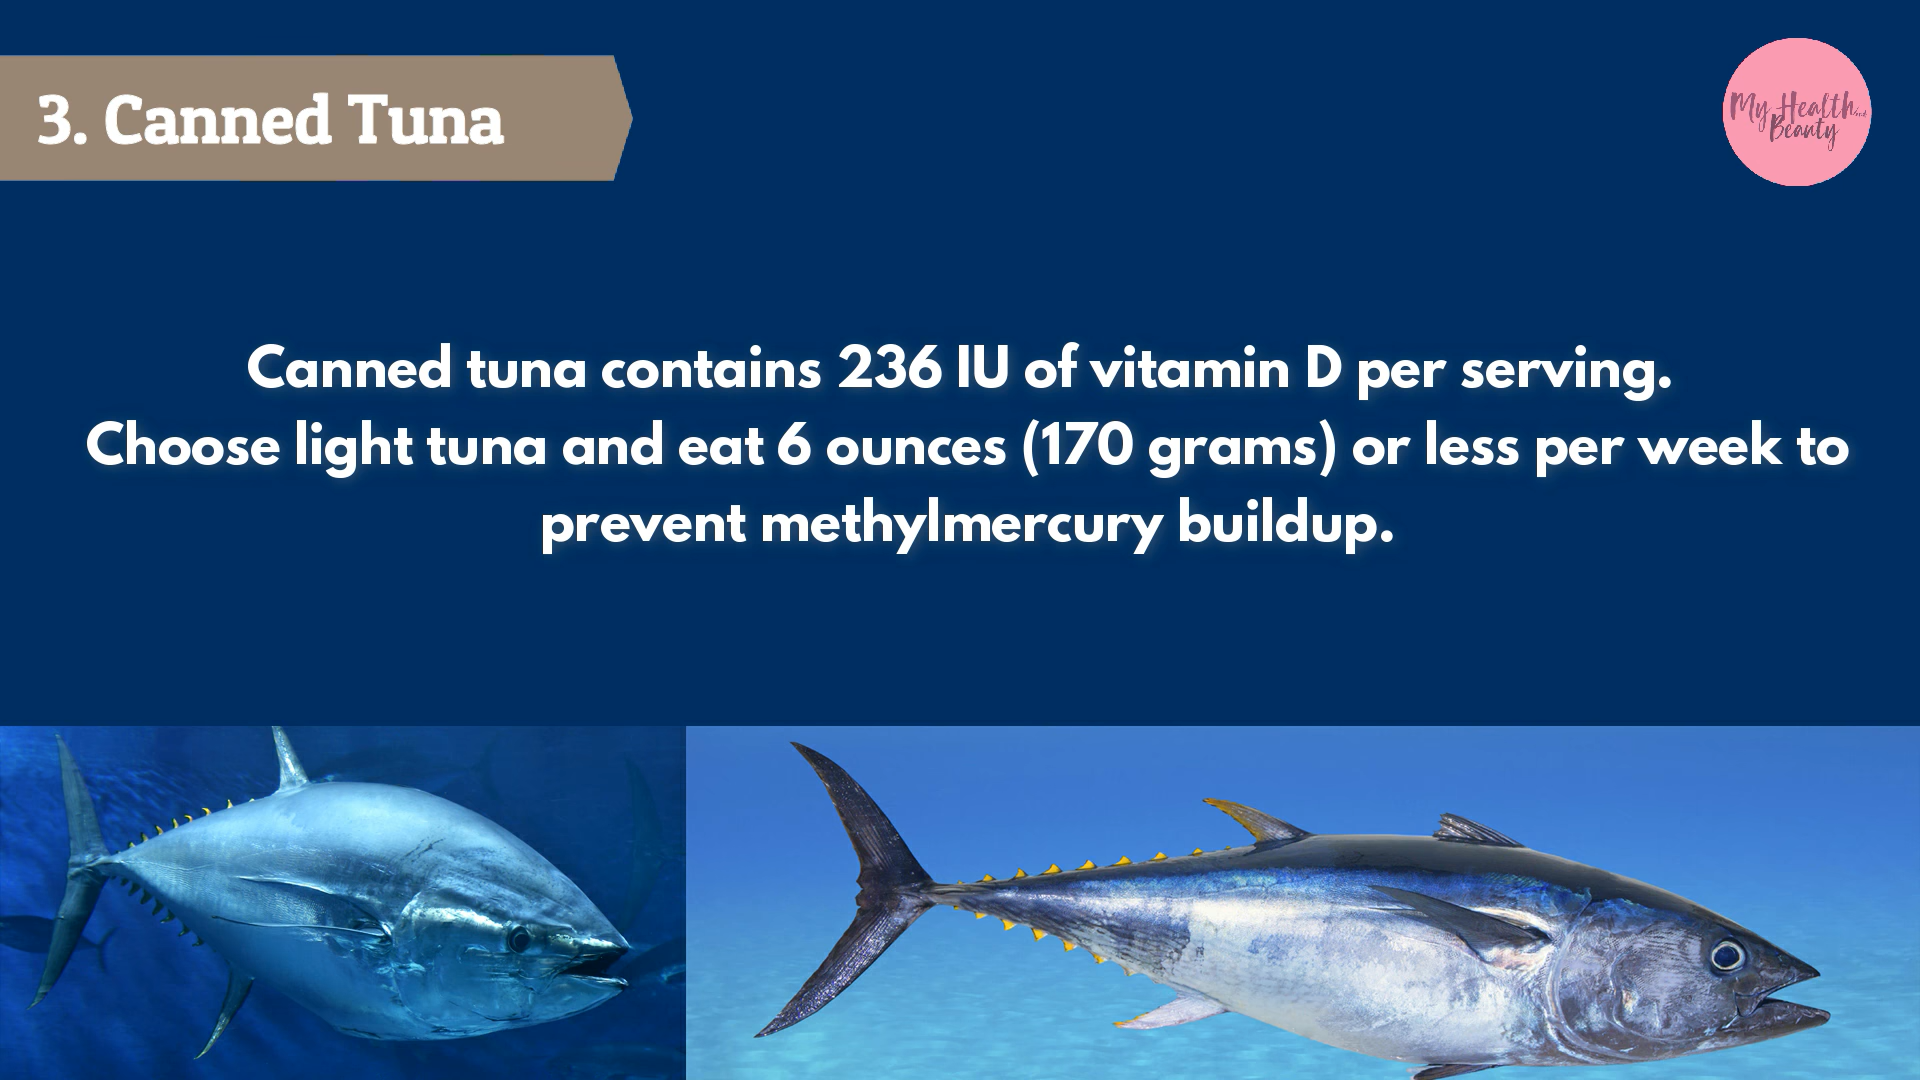 3. Canned Tuna
My Health and
Beauty
Canned tuna contains 236 IU of vitamin D per serving.
Choose light tuna and eat 6 ounces (170 grams) or less per week to
prevent methylmercury buildup.